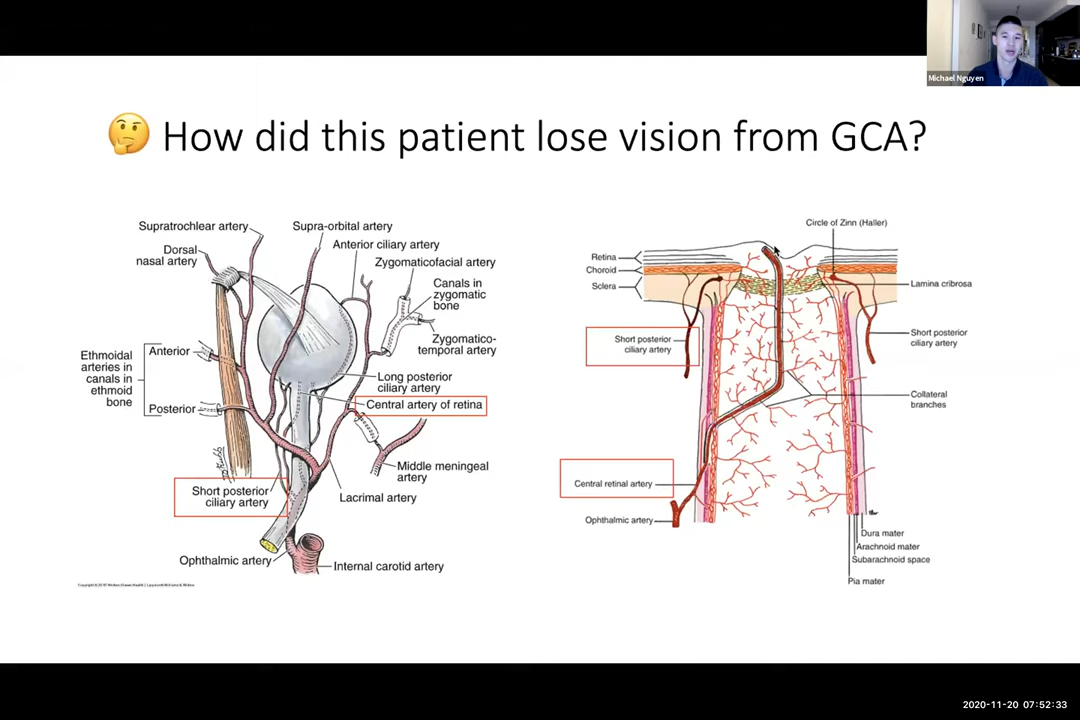 Michael Nguyen
🤔 How did this patient lose vision from GCA?
Supratrochlear artery
Supra-orbital artery
Dorsal
nasal artery
Anterior ciliary artery
Zygomaticofacial artery
Canals in
zygomatic
bone
Zygomatico-
temporal artery
Ethmoidal
arteries in
canals in
ethmoid
bone
Anterior
Posterior
Long posterior
ciliary artery
Central artery of retina
Middle meningeal
artery
Short posterior
ciliary artery
Lacrimal artery
Ophthalmic artery
Internal carotid artery
Circle of Zinn (Haller)
Retina
Choroid
Sclera
Lamina cribrosa
Short posterior
ciliary artery
Short posterior
ciliary artery
Collateral
branches
Central retinal artery
Ophthalmic artery
Dura mater
Arachnoid mater
Subarachnoid space
Pia mater
2020-11-20 07:52:33